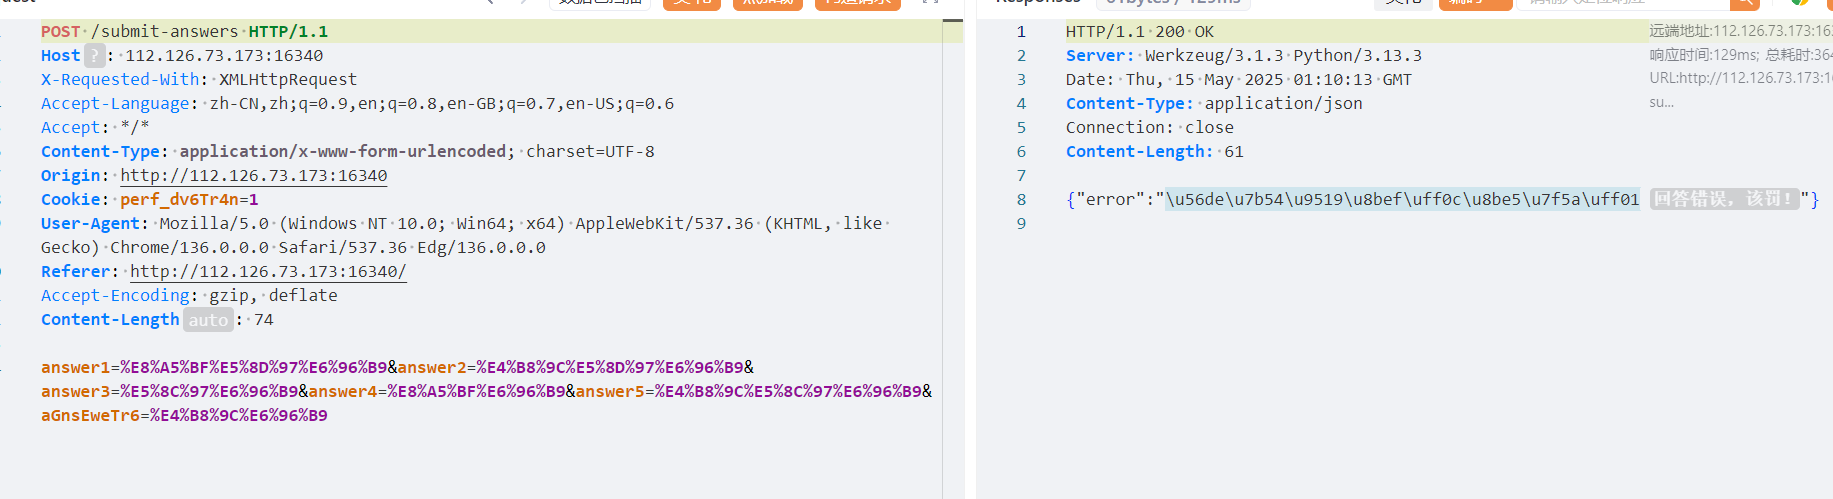 POST /submit-answers HTTP/1.1
Host ? : 112.126.73.173:16340
X-Requested-With: XMLHttpRequest
Accept-Language: zh-CN,zh;q=0.9,en;q=0.8,en-GB;q=0.7,en-US;q=0.6
Accept: */*
Content-Type: application/x-www-form-urlencoded; charset=UTF-8
Origin: http://112.126.73.173:16340
Cookie: perf_dv6Tr4n=1
User-Agent: Mozilla/5.0 (Windows NT 10.0; Win64; x64) AppleWebKit/537.36 (KHTML, like
Gecko) Chrome/136.0.0.0 Safari/537.36 Edg/136.0.0.0
Referer: http://112.126.73.173:16340/
Accept-Encoding: gzip, deflate
Content-Length auto : 74
answer1=%E8%A5%BF%E5%8D%97%E6%96%B9&answer2=%E4%B8%9C%E5%8D%97%E6%96%B9&
answer3=%E5%8C%97%E6%96%B9&answer4=%E8%A5%BF%E6%96%B9&answer5=%E4%B8%9C%E5%8C%97%E6%96%B9&
aGnsEweTr6=%E4%B8%9C%E6%96%B9
1 HTTP/1.1 200 OK
2 Server: Werkzeug/3.1.3 Python/3.13.3
3 Date: Thu, 15 May 2025 01:10:13 GMT
4 Content-Type: application/json
5 Connection: close
6 Content-Length: 61
7
8 {"error":"\u56de\u7b54\u9519\u8bef\uff0c\u8be5\u7f5a\uff01 回答错误，该罚！"}
9
远端地址:112.126.73.173:163
响应时间:129ms; 总耗时:364
URL:http://112.126.73.173:16
su...